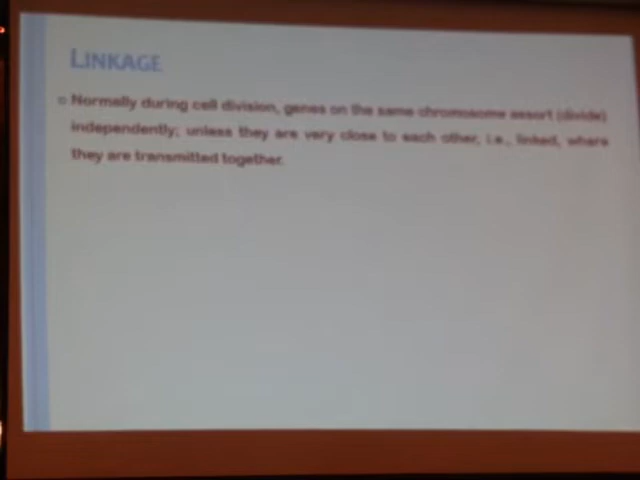 LINKAGE
Normally during cell division, genes on the same chromosome assort (divide)
independently; unless they are very close to each other, i.e., linked, where
they are transmitted together.